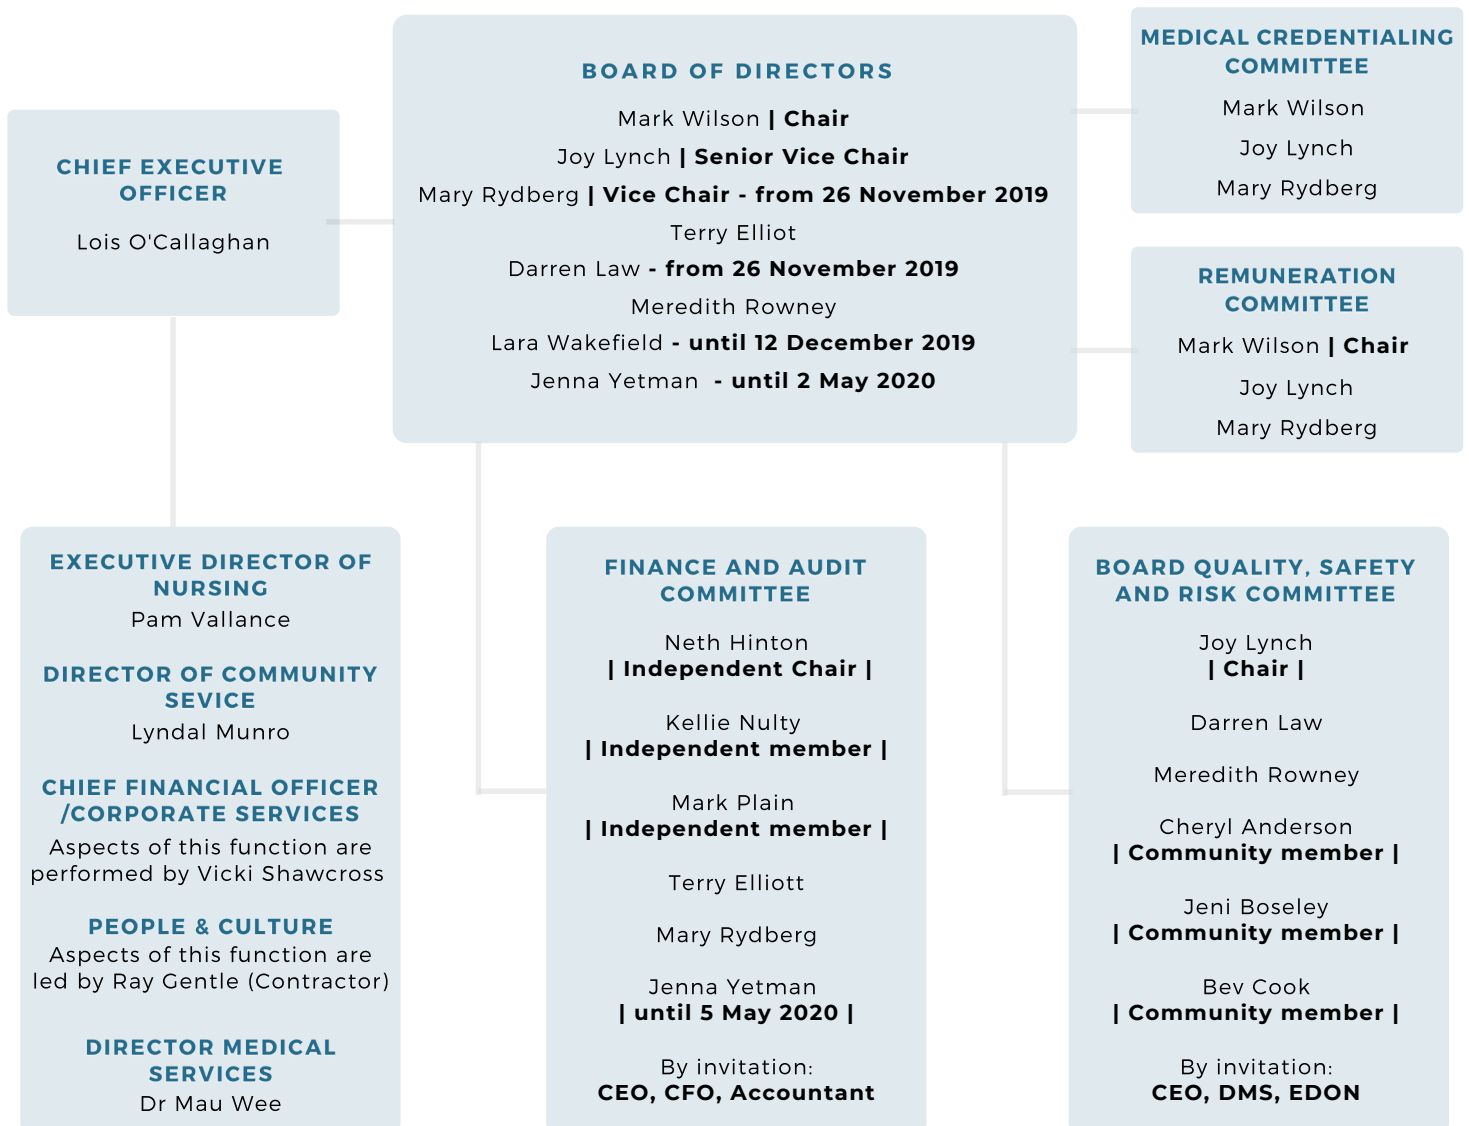 BOARD OF DIRECTORS
Mark Wilson | Chair
Joy Lynch | Senior Vice Chair
Mary Rydberg | Vice Chair - from 26 November 2019
Terry Elliot
Darren Law - from 26 November 2019
Meredith Rowney
Lara Wakefield - until 12 December 2019
Jenna Yetman - until 2 May 2020
MEDICAL CREDENTIALING
COMMITTEE
Mark Wilson
Joy Lynch
Mary Rydberg
CHIEF EXECUTIVE
OFFICER
Lois O'Callaghan
REMUNERATION
COMMITTEE
Mark Wilson | Chair
Joy Lynch
Mary Rydberg
EXECUTIVE DIRECTOR OF
NURSING
Pam Vallance
DIRECTOR OF COMMUNITY
SEVICE
Lyndal Munro
CHIEF FINANCIAL OFFICER
/CORPORATE SERVICES
Aspects of this function are
performed by Vicki Shawcross
PEOPLE & CULTURE
Aspects of this function are
led by Ray Gentle (Contractor)
DIRECTOR MEDICAL
SERVICES
Dr Mau Wee
FINANCE AND AUDIT
COMMITTEE
Neth Hinton
| Independent Chair |
Kellie Nulty
| Independent member |
Mark Plain
| Independent member |
Terry Elliott
Mary Rydberg
Jenna Yetman
| until 5 May 2020 |
By invitation:
CEO, CFO, Accountant
BOARD QUALITY, SAFETY
AND RISK COMMITTEE
Joy Lynch
| Chair |
Darren Law
Meredith Rowney
Cheryl Anderson
| Community member |
Jeni Boseley
| Community member |
Bev Cook
| Community member |
By invitation:
CEO, DMS, EDON